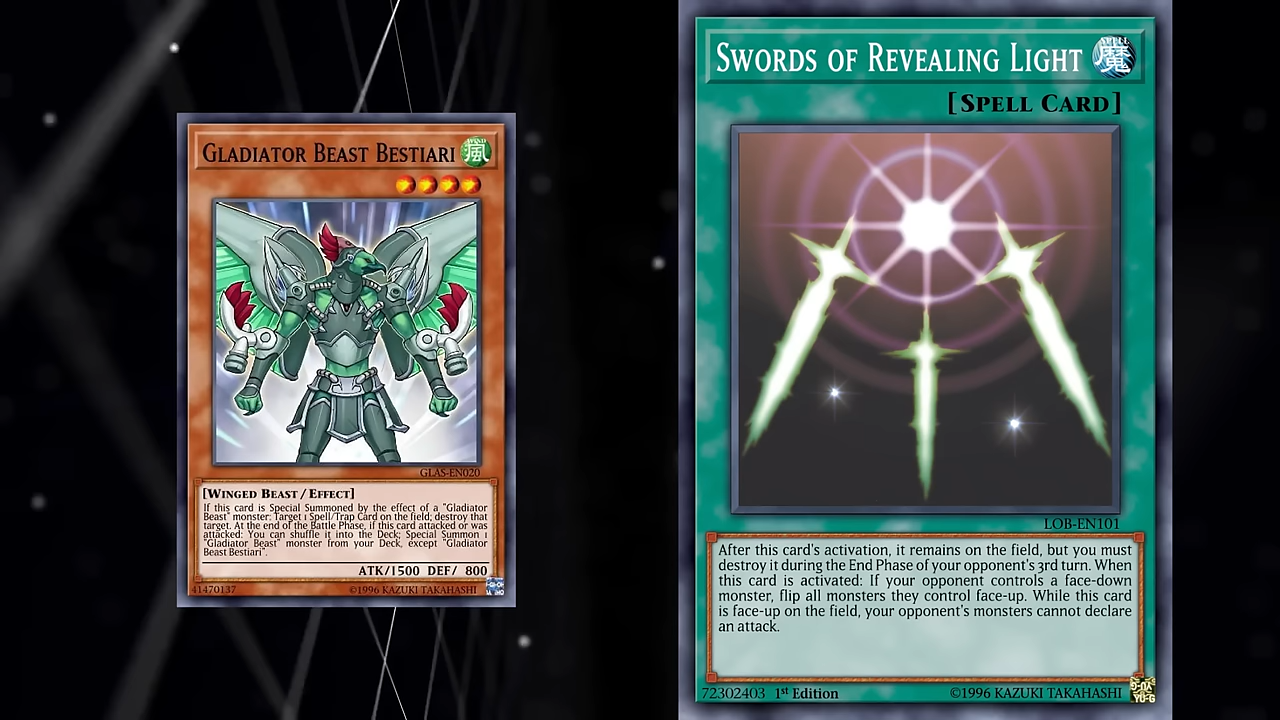 GLADIATOR BEAST BESTIARI
WIND
風
GLAS-EN020
[WINGED BEAST / EFFECT]
If this card is Special Summoned by the effect of a "Gladiator
Beast" monster: Target 1 Spell/Trap Card on the field; destroy that
target. At the end of the Battle Phase, if this card attacked or was
attacked: You can shuffle it into the Deck; Special Summon 1
"Gladiator Beast" monster from your Deck, except "Gladiator
Beast Bestiari".
ATK/1500 DEF/ 800
41470137
©1996 KAZUKI TAKAHASHI
SWORDS OF REVEALING LIGHT
SPELL
魔
[SPELL CARD]
LOB-EN101
After this card's activation, it remains on the field, but you must
destroy it during the End Phase of your opponent's 3rd turn. When
this card is activated: If your opponent controls a face-down
monster, flip all monsters they control face-up. While this card
is face-up on the field, your opponent's monsters cannot declare
an attack.
72302403 1st Edition
©1996 KAZUKI TAKAHASHI